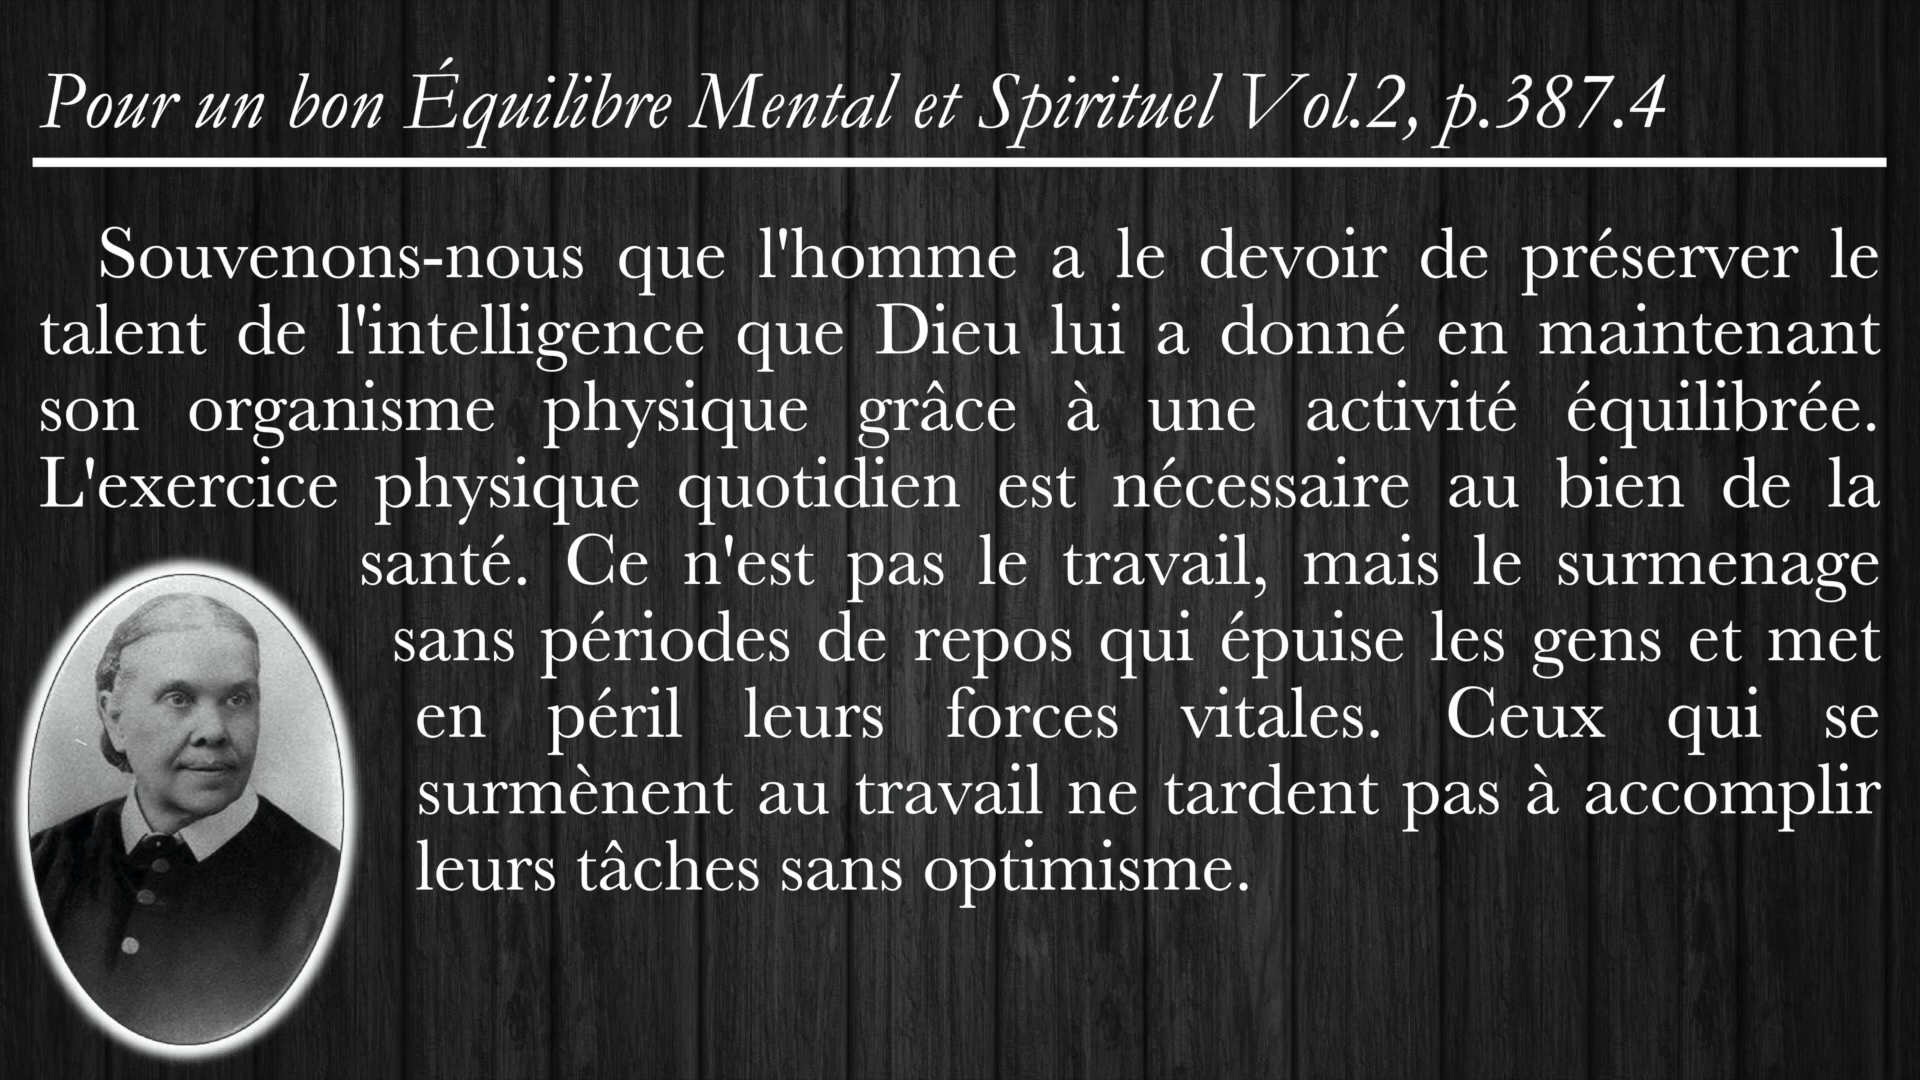 Pour un bon Équilibre Mental et Spirituel Vol.2, p.387.4
Souvenons-nous que l'homme a le devoir de préserver le
talent de l'intelligence que Dieu lui a donné en maintenant
son organisme physique grâce à une activité équilibrée.
L'exercice physique quotidien est nécessaire au bien de la
santé. Ce n'est pas le travail, mais le surmenage
sans périodes de repos qui épuise les gens et met
en péril leurs forces vitales. Ceux qui se
surmènent au travail ne tardent pas à accomplir
leurs tâches sans optimisme.